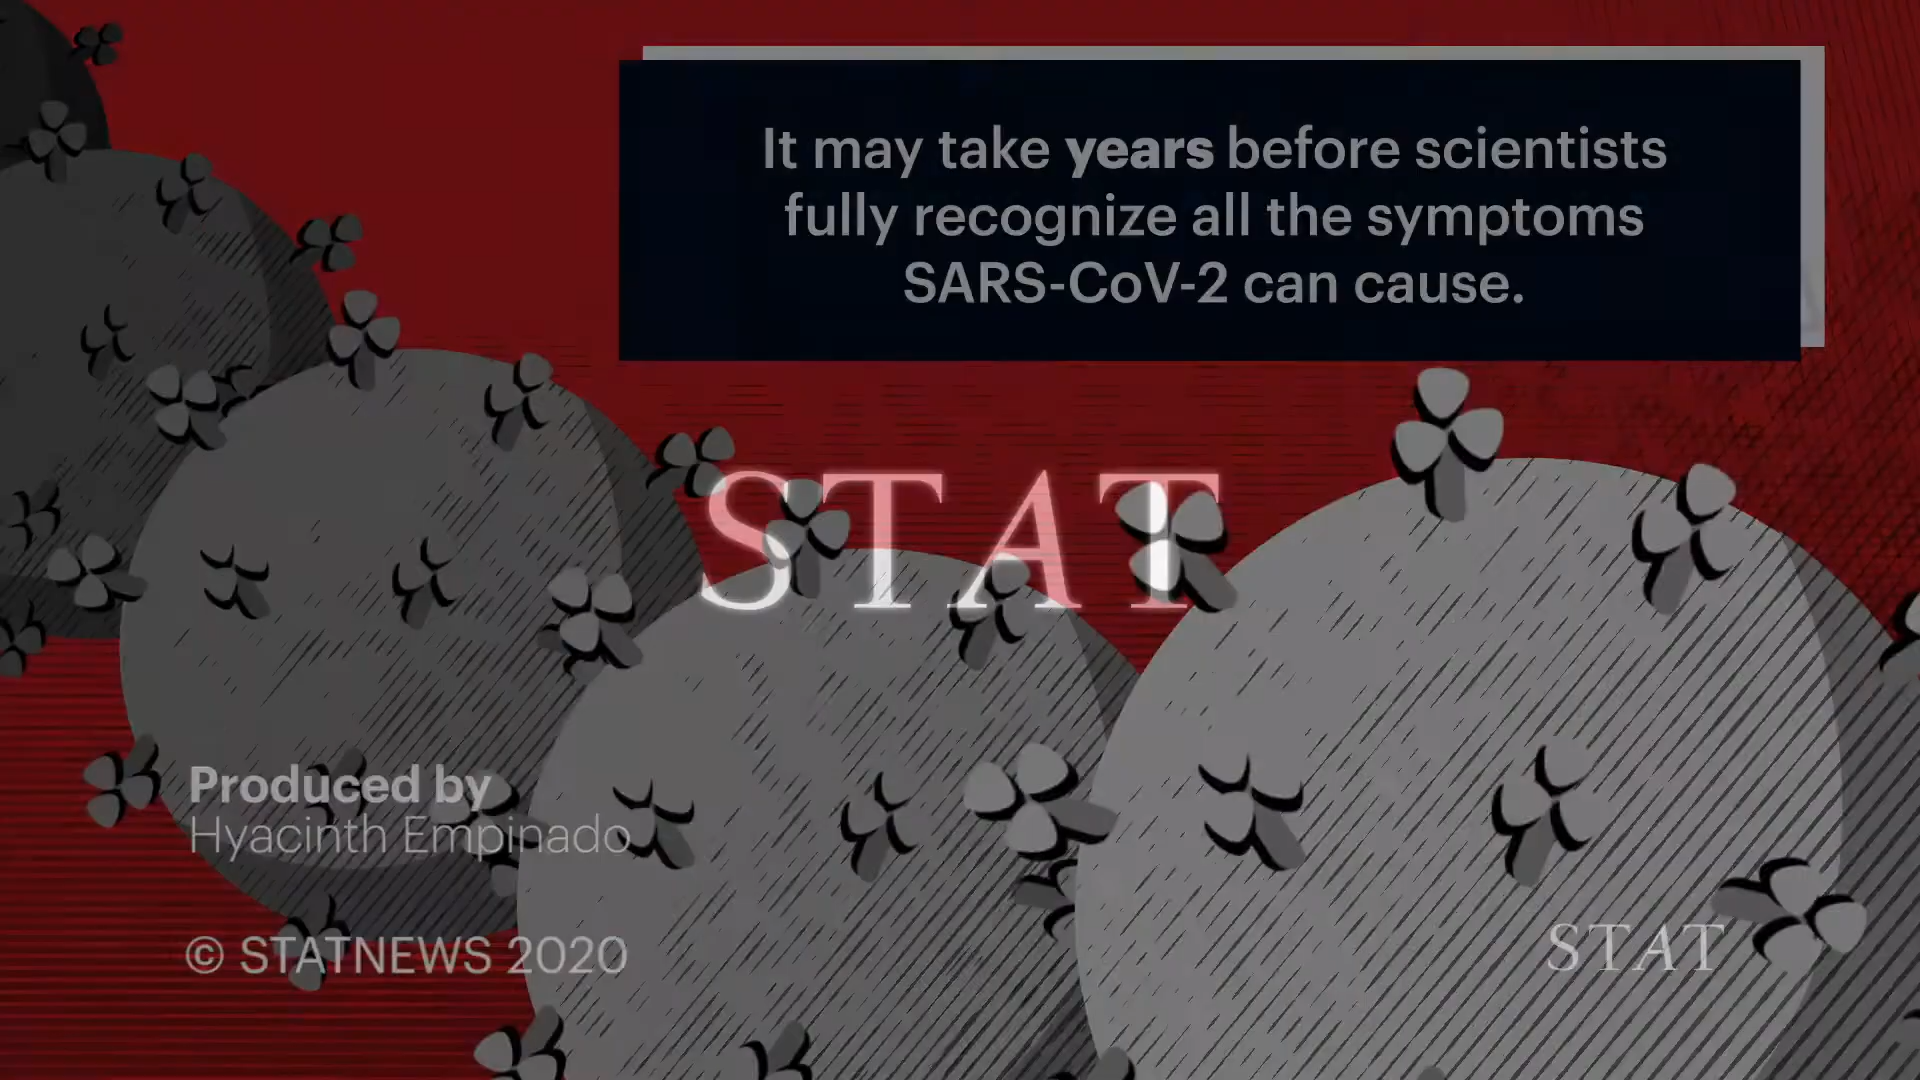 It may take years before scientists
fully recognize all the symptoms
SARS-CoV-2 can cause.
STAT
Produced by
Hyacinth Empinado
© STATNEWS 2020
STAT